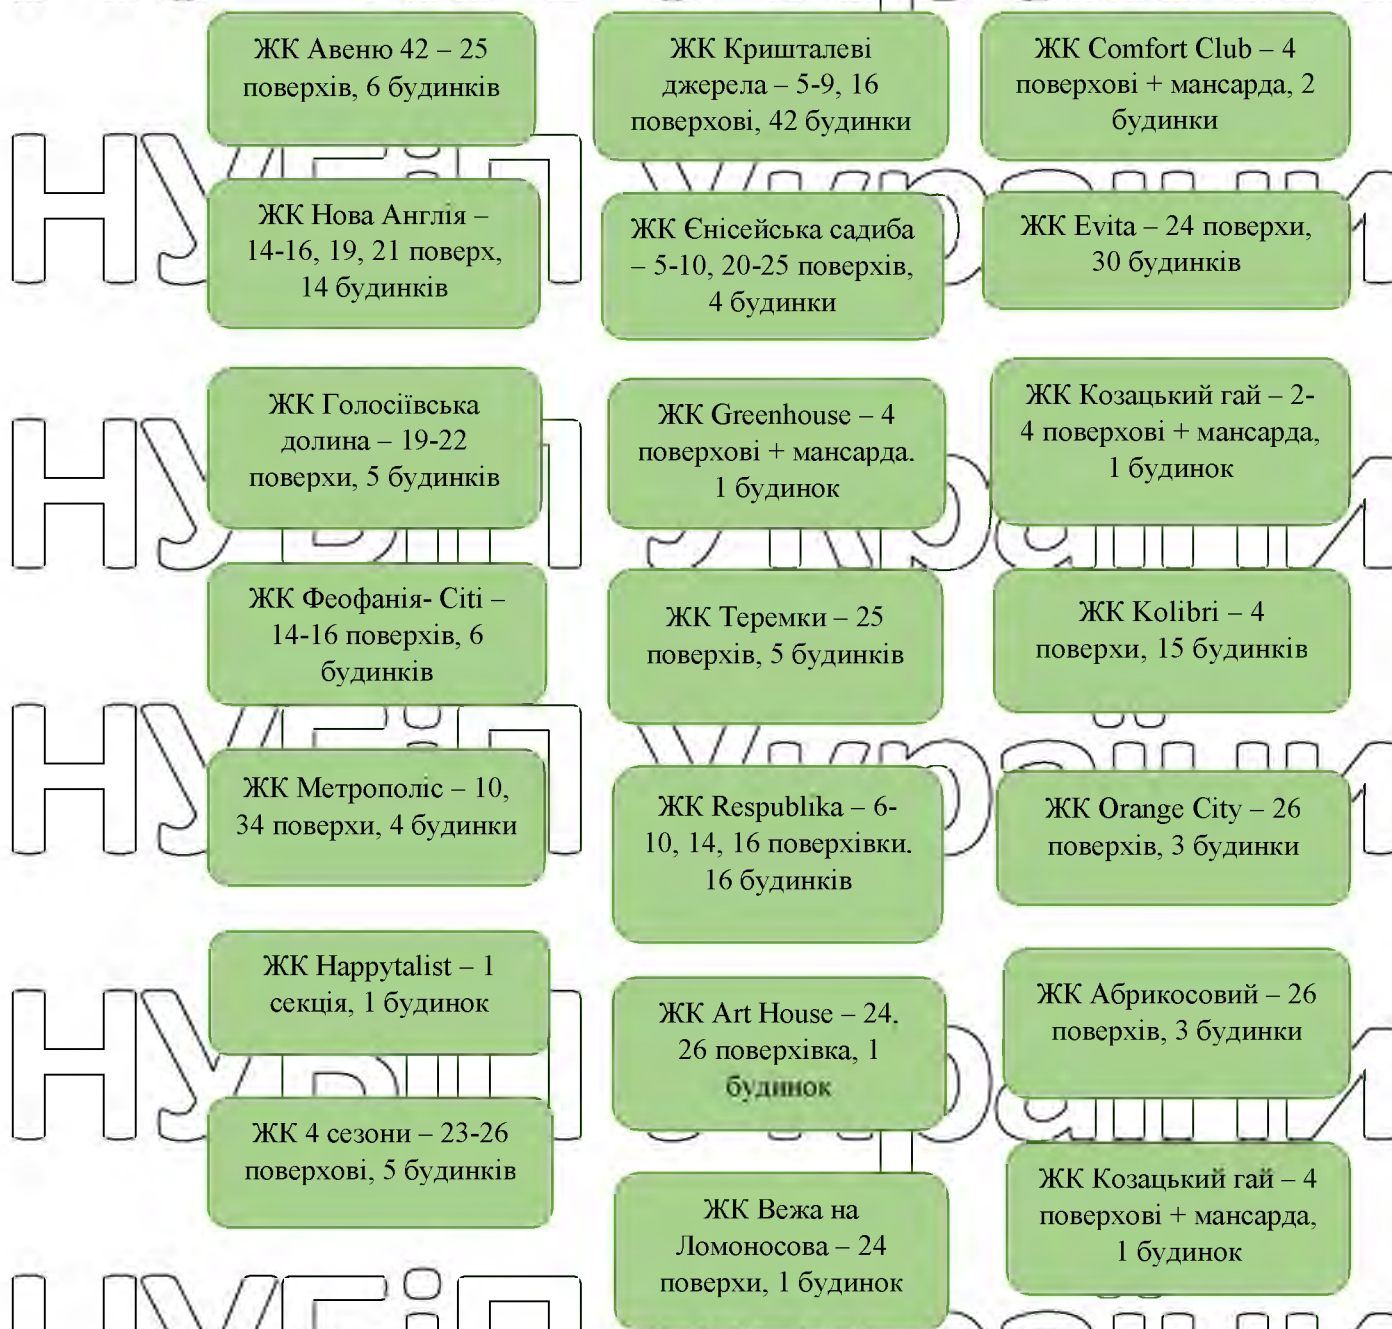 ЖК Авеню 42 – 25
поверхів, 6 будинків
ЖК Нова Англія –
14-16, 19, 21 поверх,
14 будинків
ЖК Голосіївська
долина – 19-22
поверхи, 5 будинків
ЖК Феофанія- Citi –
14-16 поверхів, 6
будинків
ЖК Метрополіс – 10,
34 поверхи, 4 будинки
ЖК Happytalist – 1
секція, 1 будинок
ЖК 4 сезони – 23-26
поверхові, 5 будинків
ЖК Кришталеві
джерела – 5-9, 16
поверхові, 42 будинки
ЖК Єнісейська садиба
– 5-10, 20-25 поверхів,
4 будинки
ЖК Greenhouse – 4
поверхові + мансарда.
1 будинок
ЖК Теремки – 25
поверхів, 5 будинків
ЖК Respublika – 6-
10, 14, 16 поверхівки.
16 будинків
ЖК Art House – 24,
26 поверхівка, 1
будинок
ЖК Вежа на
Ломоносова – 24
поверхи, 1 будинок
ЖК Comfort Club – 4
поверхові + мансарда, 2
будинки
ЖК Evita – 24 поверхи,
30 будинків
ЖК Козацький гай – 2-
4 поверхові + мансарда,
1 будинок
ЖК Kolibri – 4
поверхи, 15 будинків
ЖК Orange City – 26
поверхів, 3 будинки
ЖК Абрикосовий – 26
поверхів, 3 будинки
ЖК Козацький гай – 4
поверхові + мансарда,
1 будинок